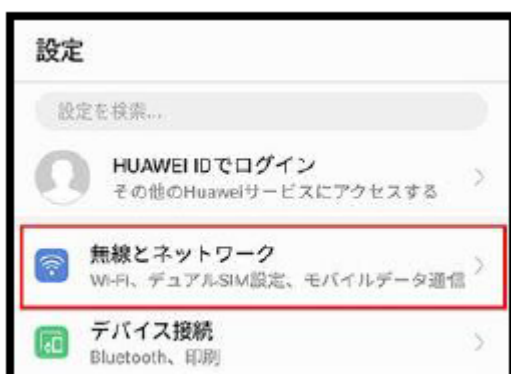 設定
設定を検索...
HUAWEI IDでログイン
その他のHuaweiサービスにアクセスする
無線とネットワーク
Wi-Fi、デュアルSIM設定、モバイルデータ通信
デバイス接続
Bluetooth、印刷